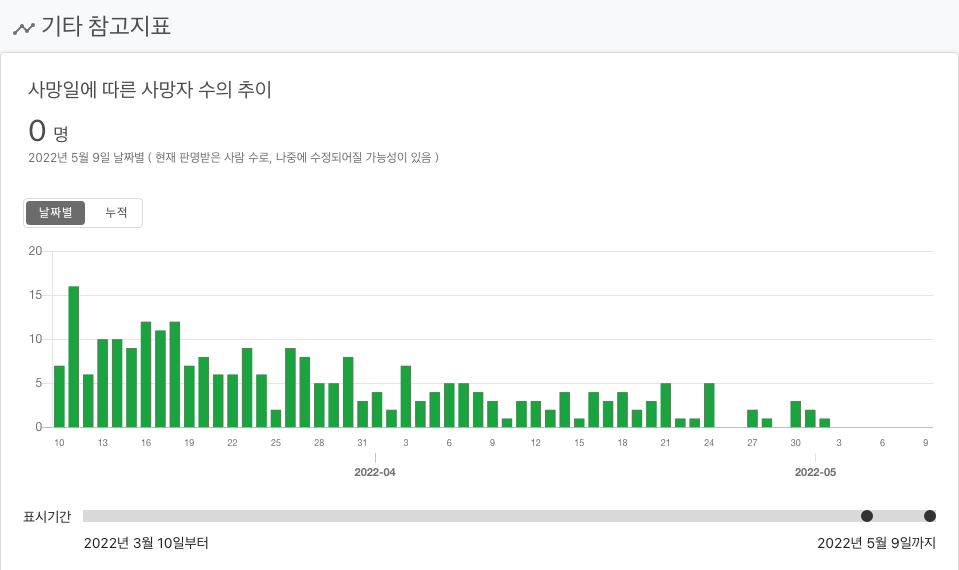 기타 참고지표
사망일에 따른 사망자 수의 추이
0 명
2022년 5월 9일 날짜별 ( 현재 판명받은 사람 수로, 나중에 수정되어질 가능성이 있음 )
날짜별 누적
20
15
10
5
0
10 13 16 19 22 25 28 31 3 6 9 12 15 18 21 24 27 30 3 6 9
2022-04 2022-05
표시기간
2022년 3월 10일부터 2022년 5월 9일까지